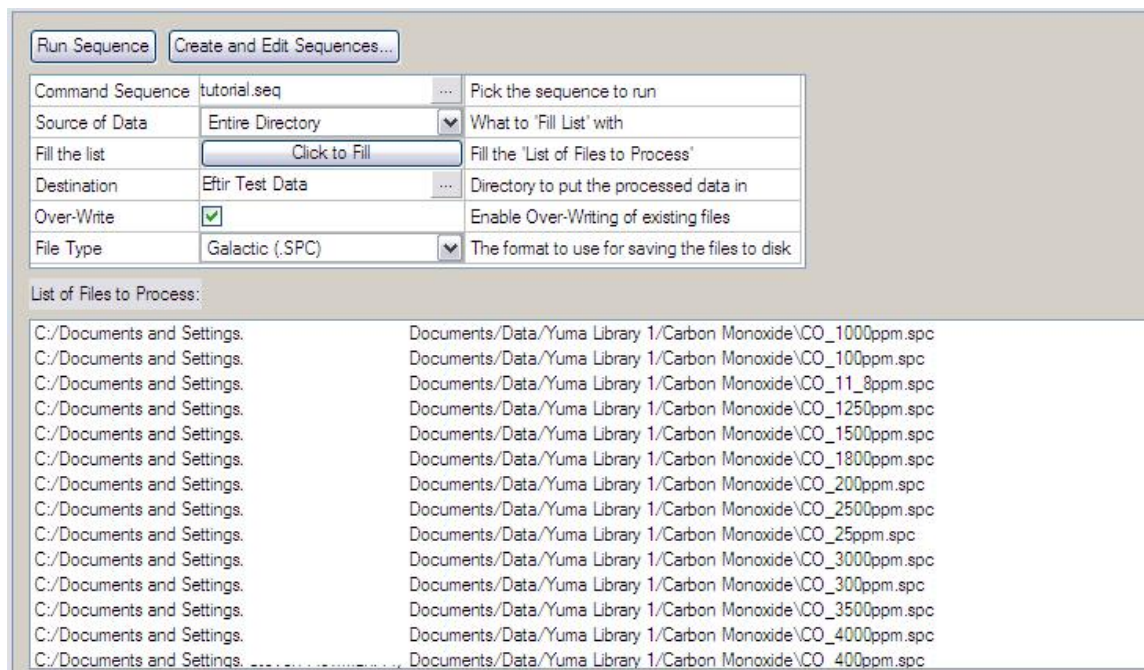 Run Sequence Create and Edit Sequences...
Command Sequence tutorial.seq ... Pick the sequence to run
Source of Data Entire Directory What to 'Fill List' with
Fill the list Click to Fill Fill the 'List of Files to Process'
Destination Eftir Test Data ... Directory to put the processed data in
Over-Write Enable Over-Writing of existing files
File Type Galactic (.SPC) The format to use for saving the files to disk
List of Files to Process:
C:/Documents and Settings. Documents/Data/Yuma Library 1/Carbon Monoxide\CO_1000ppm.spc
C:/Documents and Settings. Documents/Data/Yuma Library 1/Carbon Monoxide\CO_100ppm.spc
C:/Documents and Settings. Documents/Data/Yuma Library 1/Carbon Monoxide\CO_11_8ppm.spc
C:/Documents and Settings. Documents/Data/Yuma Library 1/Carbon Monoxide\CO_1250ppm.spc
C:/Documents and Settings. Documents/Data/Yuma Library 1/Carbon Monoxide\CO_1500ppm.spc
C:/Documents and Settings. Documents/Data/Yuma Library 1/Carbon Monoxide\CO_1800ppm.spc
C:/Documents and Settings. Documents/Data/Yuma Library 1/Carbon Monoxide\CO_200ppm.spc
C:/Documents and Settings. Documents/Data/Yuma Library 1/Carbon Monoxide\CO_2500ppm.spc
C:/Documents and Settings. Documents/Data/Yuma Library 1/Carbon Monoxide\CO_25ppm.spc
C:/Documents and Settings. Documents/Data/Yuma Library 1/Carbon Monoxide\CO_3000ppm.spc
C:/Documents and Settings. Documents/Data/Yuma Library 1/Carbon Monoxide\CO_300ppm.spc
C:/Documents and Settings. Documents/Data/Yuma Library 1/Carbon Monoxide\CO_3500ppm.spc
C:/Documents and Settings. Documents/Data/Yuma Library 1/Carbon Monoxide\CO_4000ppm.spc
C:/Documents and Settings. Documents/Data/Yuma Library 1/Carbon Monoxide\CO_400ppm.spc